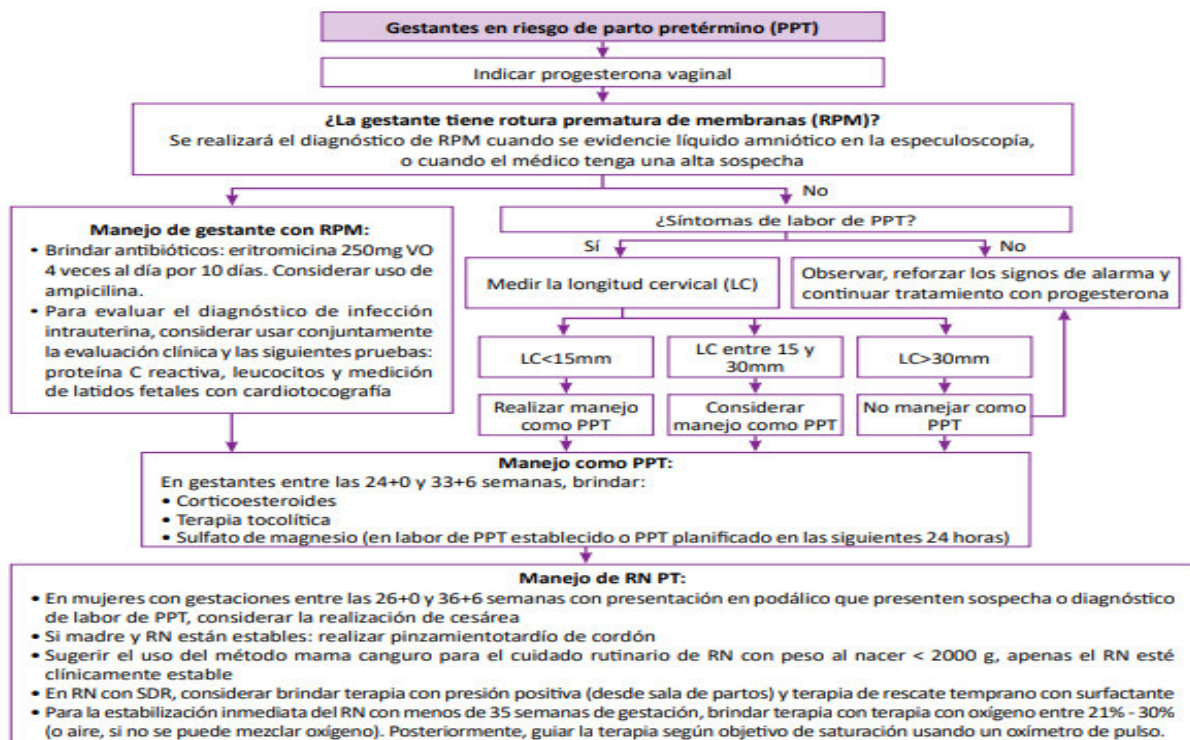 Gestantes en riesgo de parto pretérmino (PPT)
Indicar progesterona vaginal
¿La gestante tiene rotura prematura de membranas (RPM)?
Se realizará el diagnóstico de RPM cuando se evidencie líquido amniótico en la especuloscopía,
o cuando el médico tenga una alta sospecha
No
Manejo de gestante con RPM:
• Brindar antibióticos: eritromicina 250mg VO
4 veces al día por 10 días. Considerar uso de
ampicilina.
• Para evaluar el diagnóstico de infección
intrauterina, considerar usar conjuntamente
la evaluación clínica y las siguientes pruebas:
proteína C reactiva, leucocitos y medición
de latidos fetales con cardiotocografía
¿Síntomas de labor de PPT?
Sí
No
Medir la longitud cervical (LC)
Observar, reforzar los signos de alarma y
continuar tratamiento con progesterona
LC<15mm
LC entre 15 y
30mm
LC>30mm
Realizar manejo
como PPT
Considerar
manejo como PPT
No manejar como
PPT
Manejo como PPT:
En gestantes entre las 24+0 y 33+6 semanas, brindar:
• Corticoesteroides
• Terapia tocolítica
• Sulfato de magnesio (en labor de PPT establecido o PPT planificado en las siguientes 24 horas)
Manejo de RN PT:
• En mujeres con gestaciones entre las 26+0 y 36+6 semanas con presentación en podálico que presenten sospecha o diagnóstico
de labor de PPT, considerar la realización de cesárea
• Si madre y RN están estables: realizar pinzamientotardío de cordón
• Sugerir el uso del método mama canguro para el cuidado rutinario de RN con peso al nacer < 2000 g, apenas el RN esté
clínicamente estable
• En RN con SDR, considerar brindar terapia con presión positiva (desde sala de partos) y terapia de rescate temprano con surfactante
• Para la estabilización inmediata del RN con menos de 35 semanas de gestación, brindar terapia con terapia con oxígeno entre 21% - 30%
(o aire, si no se puede mezclar oxígeno). Posteriormente, guiar la terapia según objetivo de saturación usando un oxímetro de pulso.